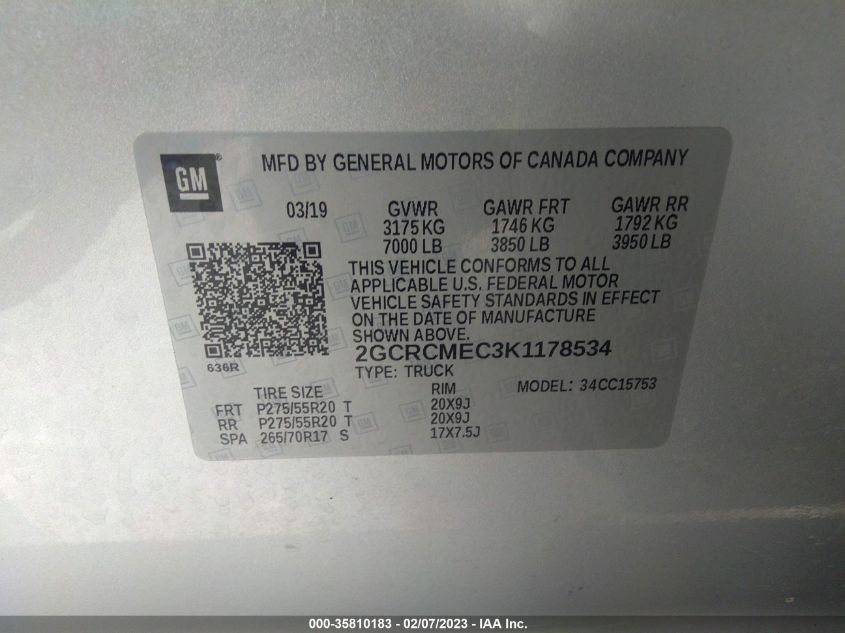 GM
MFD BY GENERAL MOTORS OF CANADA COMPANY
03/19 GVWR GAWR FRT GAWR RR
3175 KG 1746 KG 1792 KG
7000 LB 3850 LB 3950 LB
THIS VEHICLE CONFORMS TO ALL
APPLICABLE U.S. FEDERAL MOTOR
VEHICLE SAFETY STANDARDS IN EFFECT
ON THE DATE OF MANUFACTURE
SHOWN ABOVE.
2GCRCMEC3K1178534
636R
TYPE: TRUCK
TIRE SIZE RIM MODEL: 34CC15753
FRT P275/55R20 T 20X9J
RR P275/55R20 T 20X9J
SPA 265/70R17 S 17X7.5J
000-35810183 - 02/07/2023 - IAA Inc.